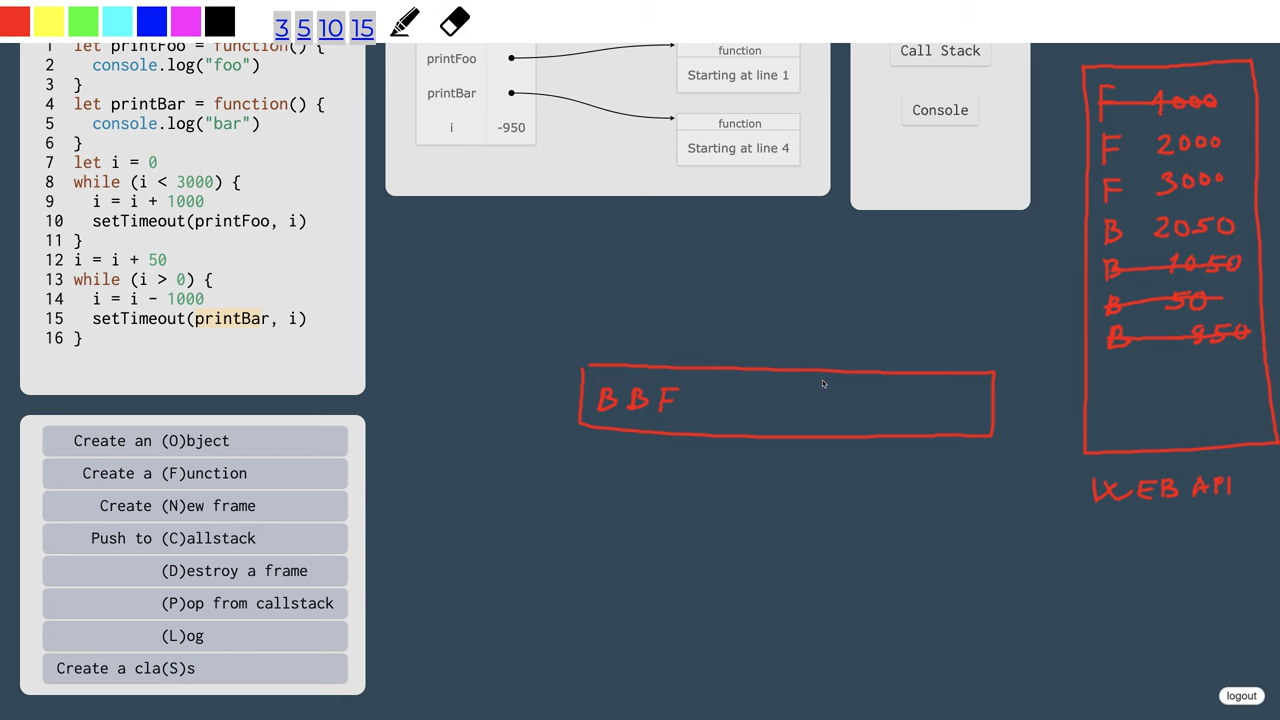 3 5 10 15
1 let printFoo = function() {
2 console.log("foo")
3 }
4 let printBar = function() {
5 console.log("bar")
6 }
7 let i = 0
8 while (i < 3000) {
9 i = i + 1000
10 setTimeout(printFoo, i)
11 }
12 i = i + 50
13 while (i > 0) {
14 i = i - 1000
15 setTimeout(printBar, i)
16 }
Create an (O)bject
Create a (F)unction
Create (N)ew frame
Push to (C)allstack
(D)estroy a frame
(P)op from callstack
(L)og
Create a cla(S)s
printFoo
printBar
i -950
function
Starting at line 1
function
Starting at line 4
Call Stack
Console
F 1000
F 2000
F 3000
B 2050
B 1050
B 50
B -950
WEB API
B B F
logout